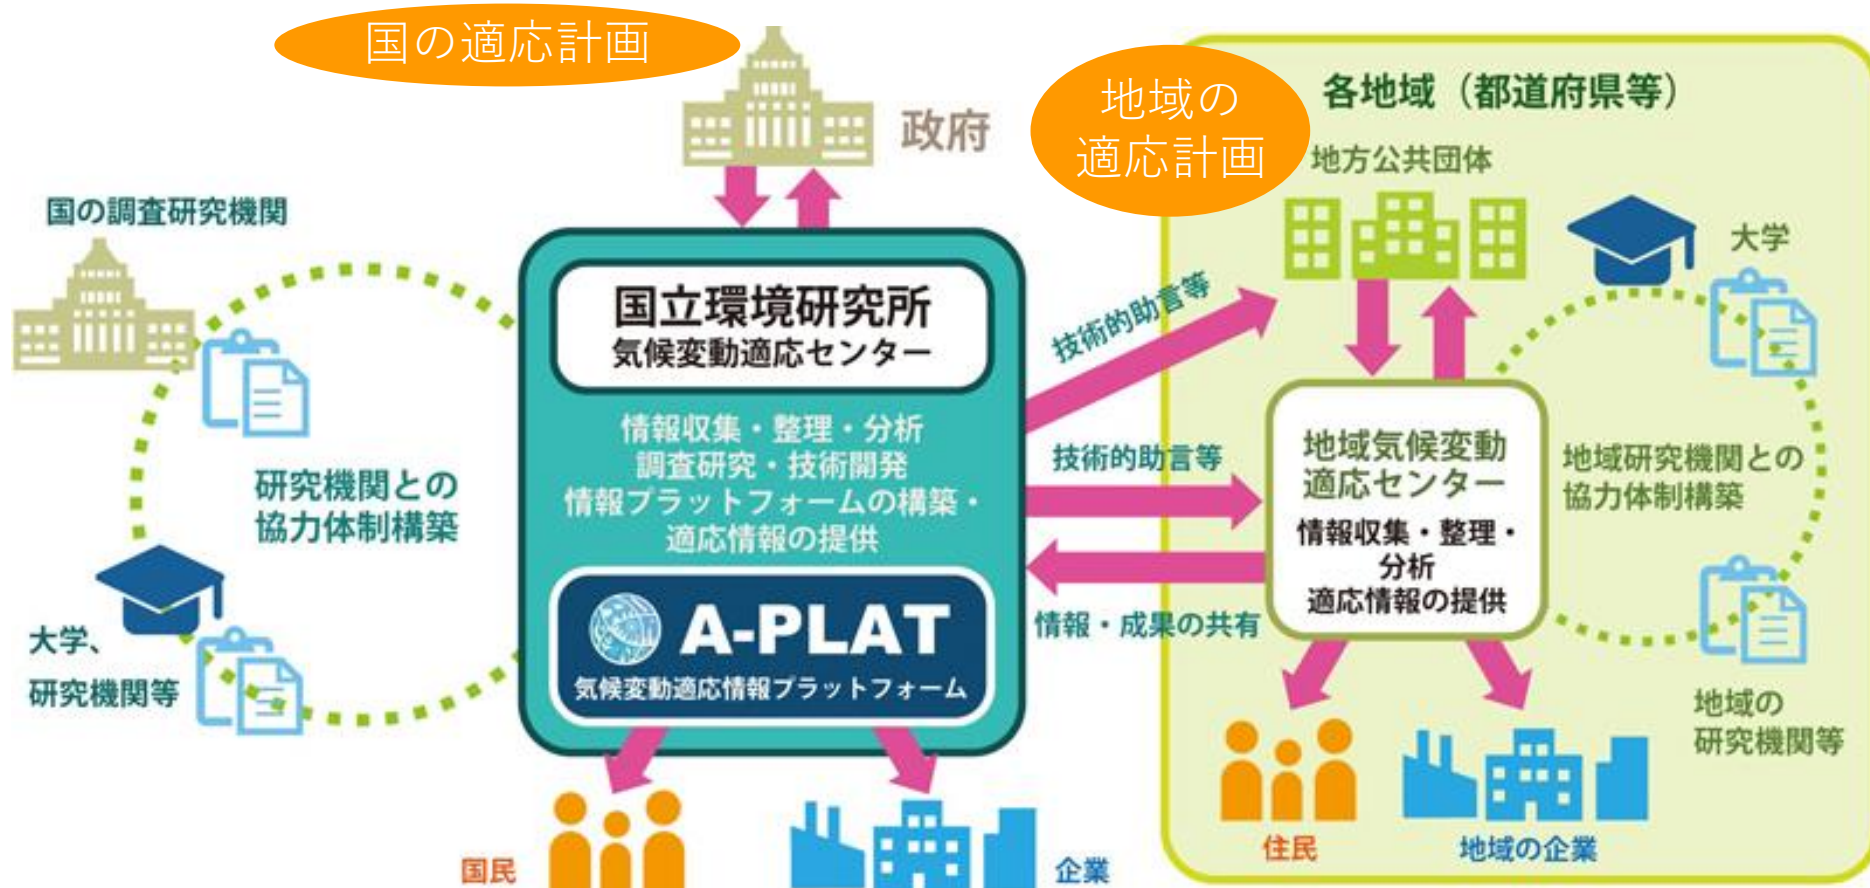 国の適応計画
政府
地域の
適応計画
各地域（都道府県等）
地方公共団体
大学
国の調査研究機関
国立環境研究所
気候変動適応センター
情報収集・整理・分析
調査研究・技術開発
情報プラットフォームの構築・
適応情報の提供
A-PLAT
気候変動適応情報プラットフォーム
研究機関との
協力体制構築
大学、
研究機関等
技術的助言等
技術的助言等
情報・成果の共有
地域気候変動
適応センター
情報収集・整理・
分析
適応情報の提供
地域研究機関との
協力体制構築
地域の
研究機関等
国民
企業
住民
地域の企業